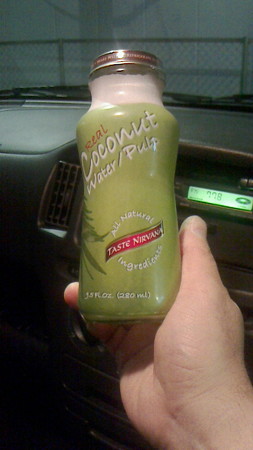 Real
Coconut
Water/Pulp
All Natural
TASTE NIRVANA
Ingredients
9.5 Fl. Oz. (280 ml)